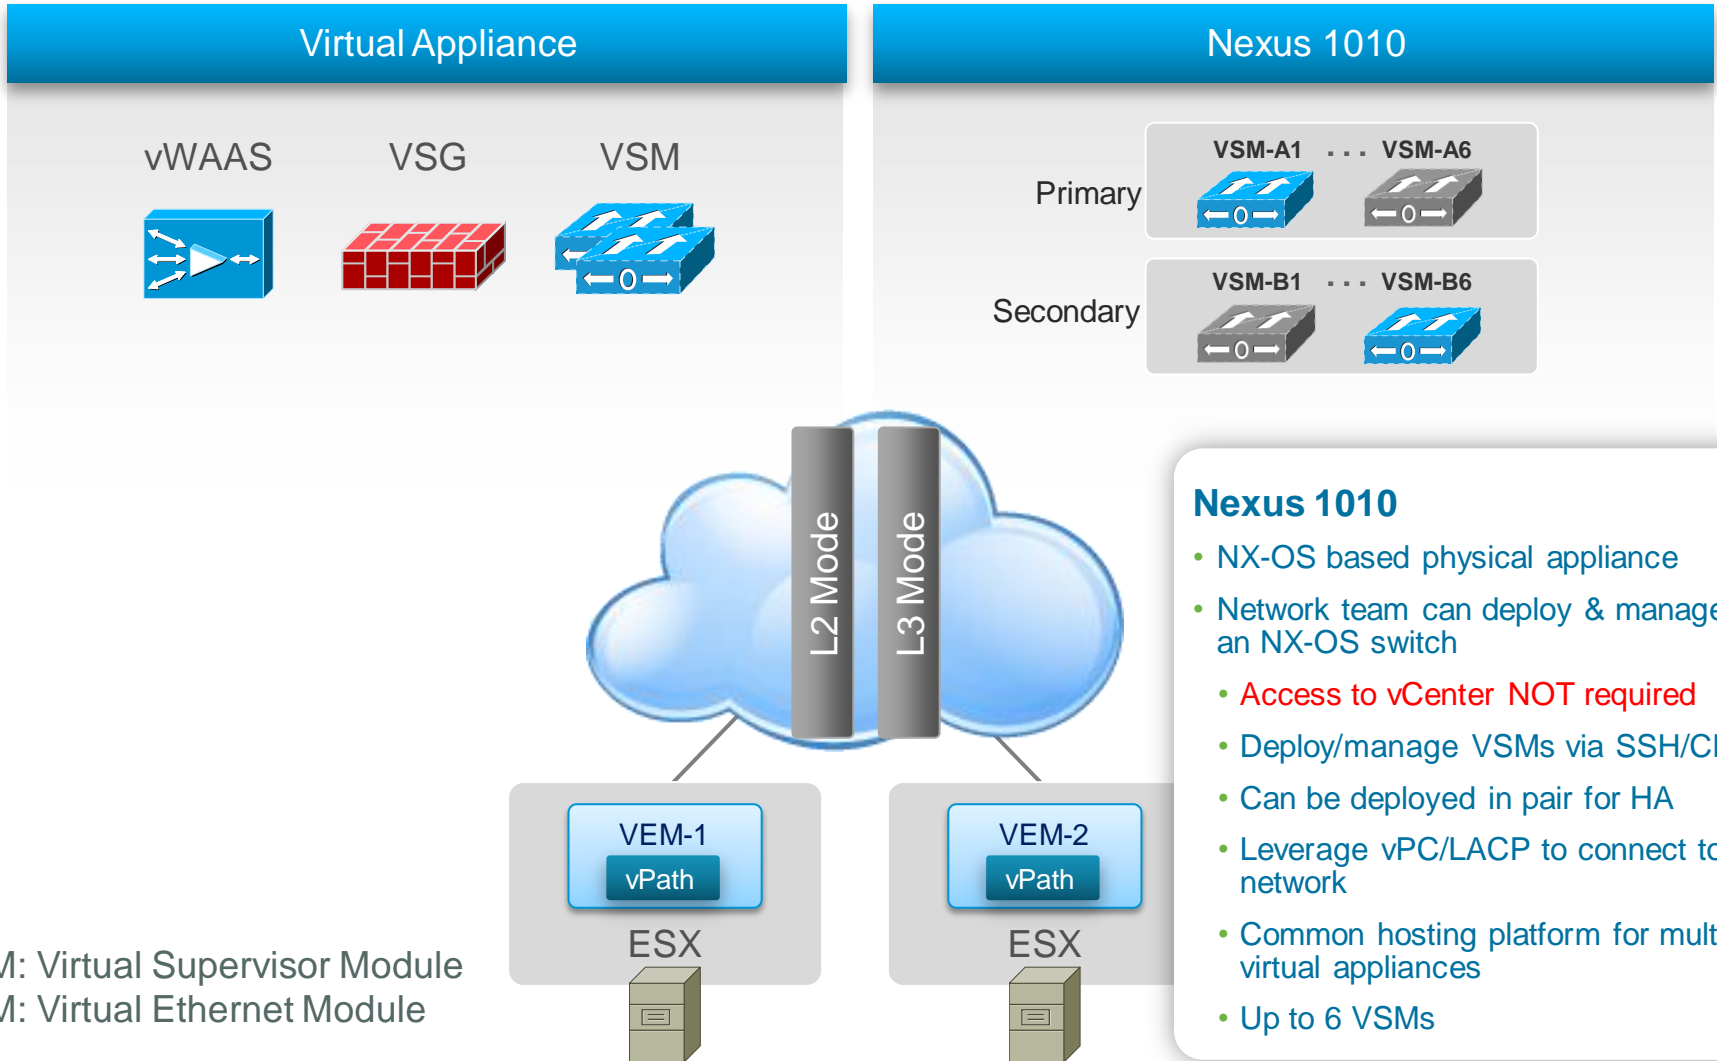 Virtual Appliance
Nexus 1010
vWAAS VSG VSM
VSM-A1 ... VSM-A6
Primary
VSM-B1 ... VSM-B6
Secondary
L2 Mode
L3 Mode
Nexus 1010
• NX-OS based physical appliance
• Network team can deploy & manage
an NX-OS switch
• Access to vCenter NOT required
• Deploy/manage VSMs via SSH/CL
• Can be deployed in pair for HA
• Leverage vPC/LACP to connect to
network
• Common hosting platform for mult
virtual appliances
• Up to 6 VSMs
VEM-1
vPath
ESX
VEM-2
vPath
ESX
M: Virtual Supervisor Module
M: Virtual Ethernet Module